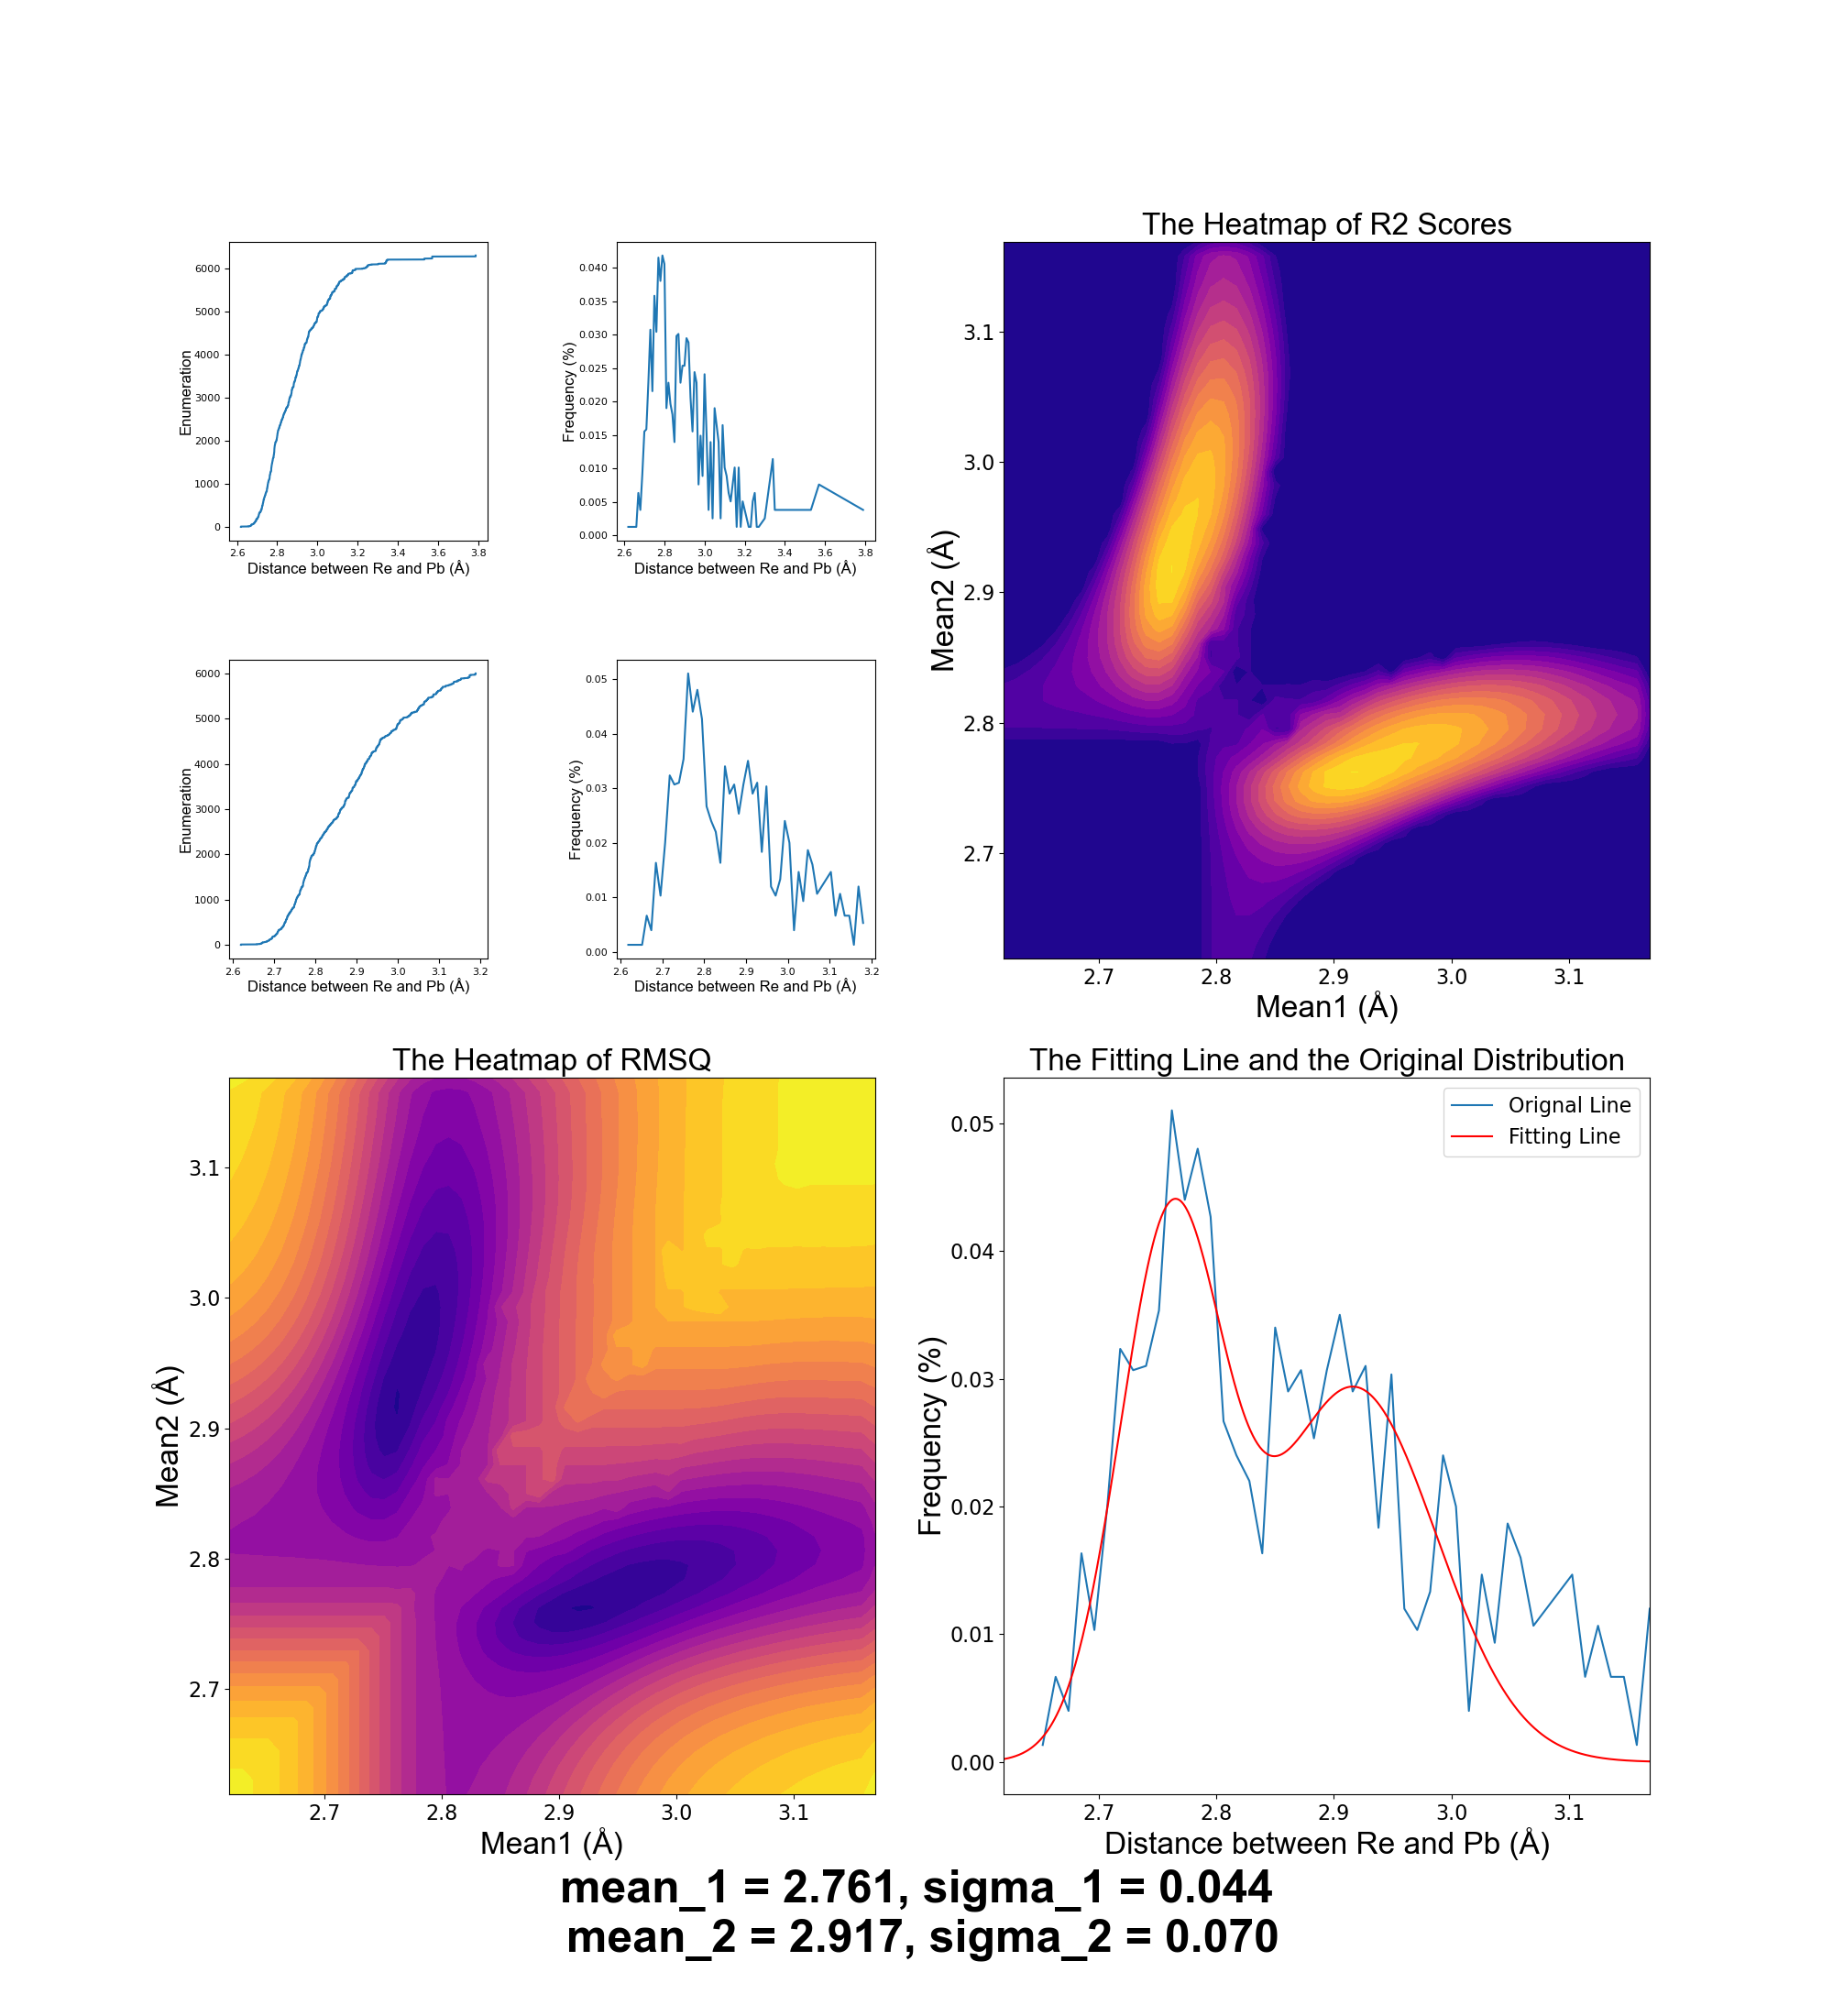 The Heatmap of R2 Scores
6000
5000
4000
3000
2000
1000
0
Enumeration
2.6 2.8 3.0 3.2 3.4 3.6 3.8
Distance between Re and Pb (Å)
0.040
0.035
0.030
0.025
0.020
0.015
0.010
0.005
0.000
Frequency (%)
2.6 2.8 3.0 3.2 3.4 3.6 3.8
Distance between Re and Pb (Å)
6000
5000
4000
3000
2000
1000
0
Enumeration
2.6 2.7 2.8 2.9 3.0 3.1 3.2
Distance between Re and Pb (Å)
0.05
0.04
0.03
0.02
0.01
0.00
Frequency (%)
2.6 2.7 2.8 2.9 3.0 3.1 3.2
Distance between Re and Pb (Å)
3.1
3.0
2.9
2.8
2.7
Mean2 (Å)
2.7 2.8 2.9 3.0 3.1
Mean1 (Å)
The Heatmap of RMSQ
3.1
3.0
2.9
2.8
2.7
Mean2 (Å)
2.7 2.8 2.9 3.0 3.1
Mean1 (Å)
The Fitting Line and the Original Distribution
Orignal Line
Fitting Line
0.05
0.04
0.03
0.02
0.01
0.00
Frequency (%)
2.7 2.8 2.9 3.0 3.1
Distance between Re and Pb (Å)
mean_1 = 2.761, sigma_1 = 0.044
mean_2 = 2.917, sigma_2 = 0.070